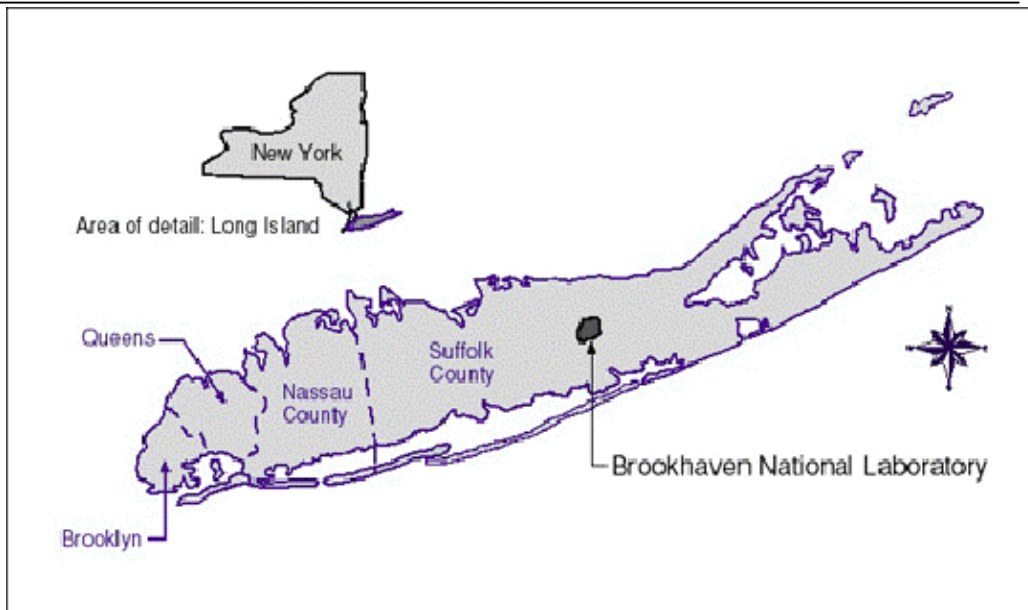 New York
Area of detail: Long Island
Queens
Suffolk
County
Nassau
County
Brookhaven National Laboratory
Brooklyn